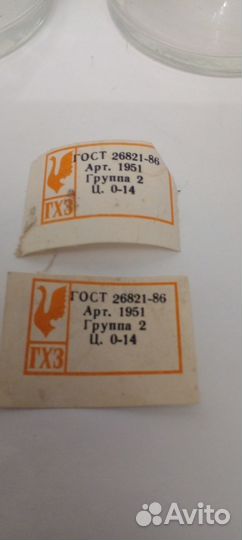 ГОСТ 26821-86
Арт. 1951
Группа 2
Ц. 0-14
ГХЗ
ГОСТ 26821-86
Арт. 1951
Группа 2
Ц. 0-14
ГХЗ
Avito